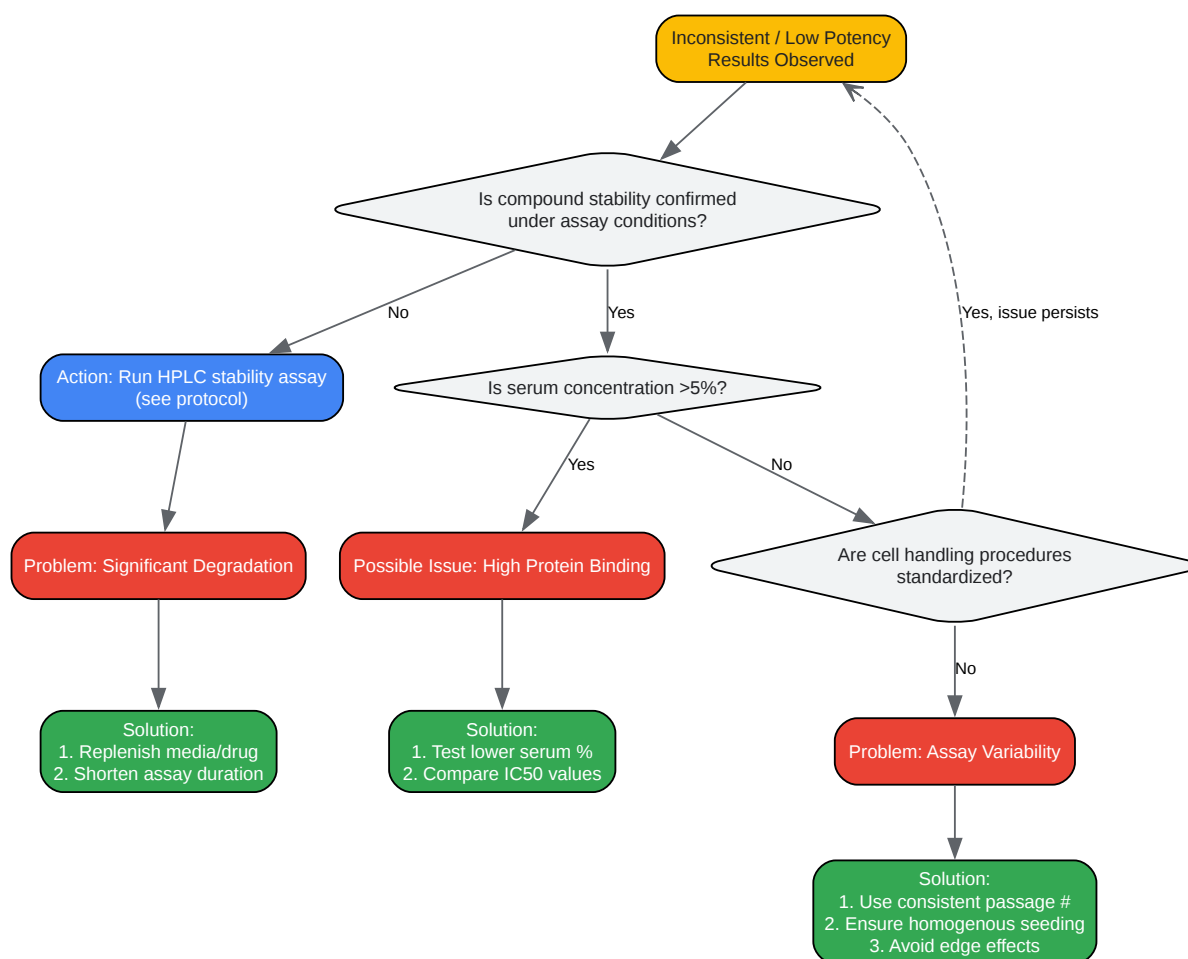 Inconsistent / Low Potency
Results Observed
Is compound stability confirmed
under assay conditions?
No
Yes
Yes, issue persists
Action: Run HPLC stability assay
(see protocol)
Is serum concentration >5%?
Yes
No
Problem: Significant Degradation
Possible Issue: High Protein Binding
Are cell handling procedures
standardized?
No
Solution:
1. Replenish media/drug
2. Shorten assay duration
Solution:
1. Test lower serum %
2. Compare IC50 values
Problem: Assay Variability
Solution:
1. Use consistent passage #
2. Ensure homogenous seeding
3. Avoid edge effects